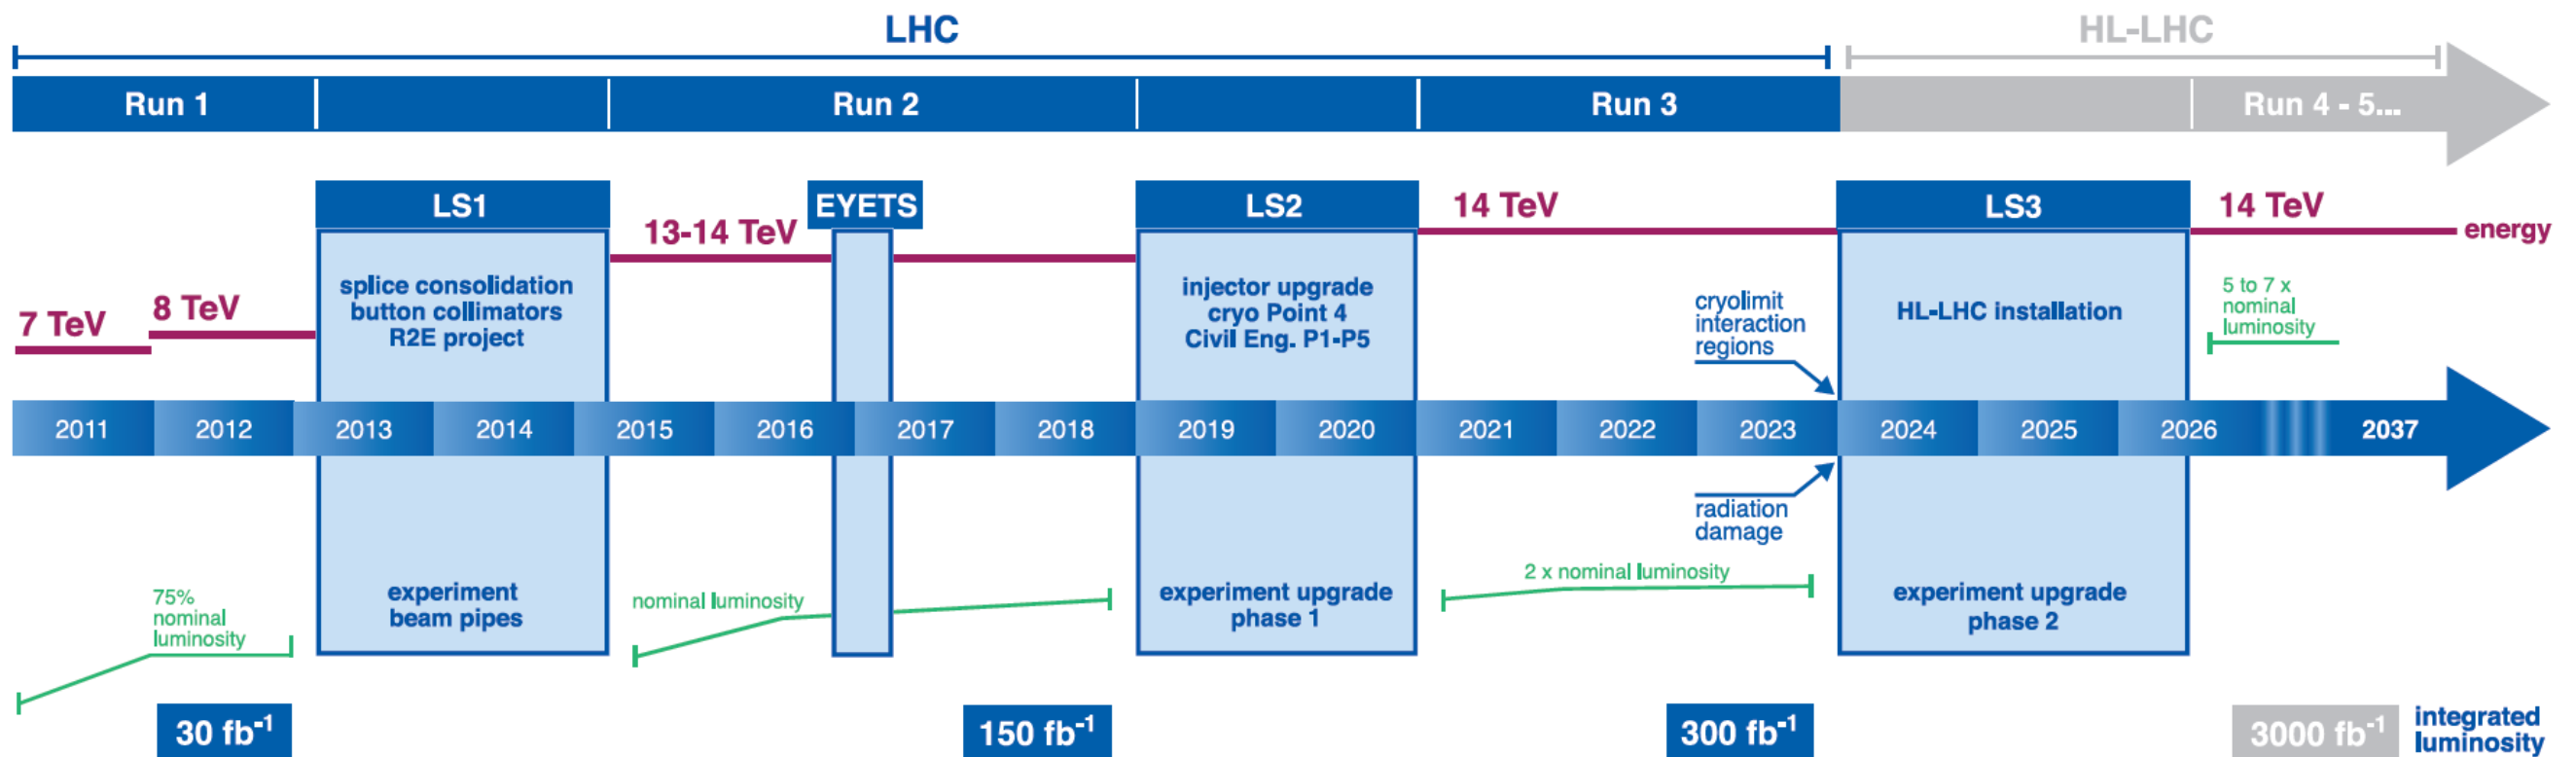 LHC
HL-LHC
Run 1
Run 2
Run 3
Run 4 - 5...
LS1
EYETS
LS2
14 TeV
LS3
14 TeV
energy
13-14 TeV
7 TeV
8 TeV
splice consolidation
button collimators
R2E project
injector upgrade
cryo Point 4
Civil Eng. P1-P5
cryolimit
interaction
regions
HL-LHC installation
5 to 7 x
nominal
luminosity
2011
2012
2013
2014
2015
2016
2017
2018
2019
2020
2021
2022
2023
2024
2025
2026
2037
radiation
damage
75%
nominal
luminosity
experiment
beam pipes
nominal luminosity
experiment upgrade
phase 1
2 x nominal luminosity
experiment upgrade
phase 2
30 fb⁻¹
150 fb⁻¹
300 fb⁻¹
3000 fb⁻¹
integrated
luminosity